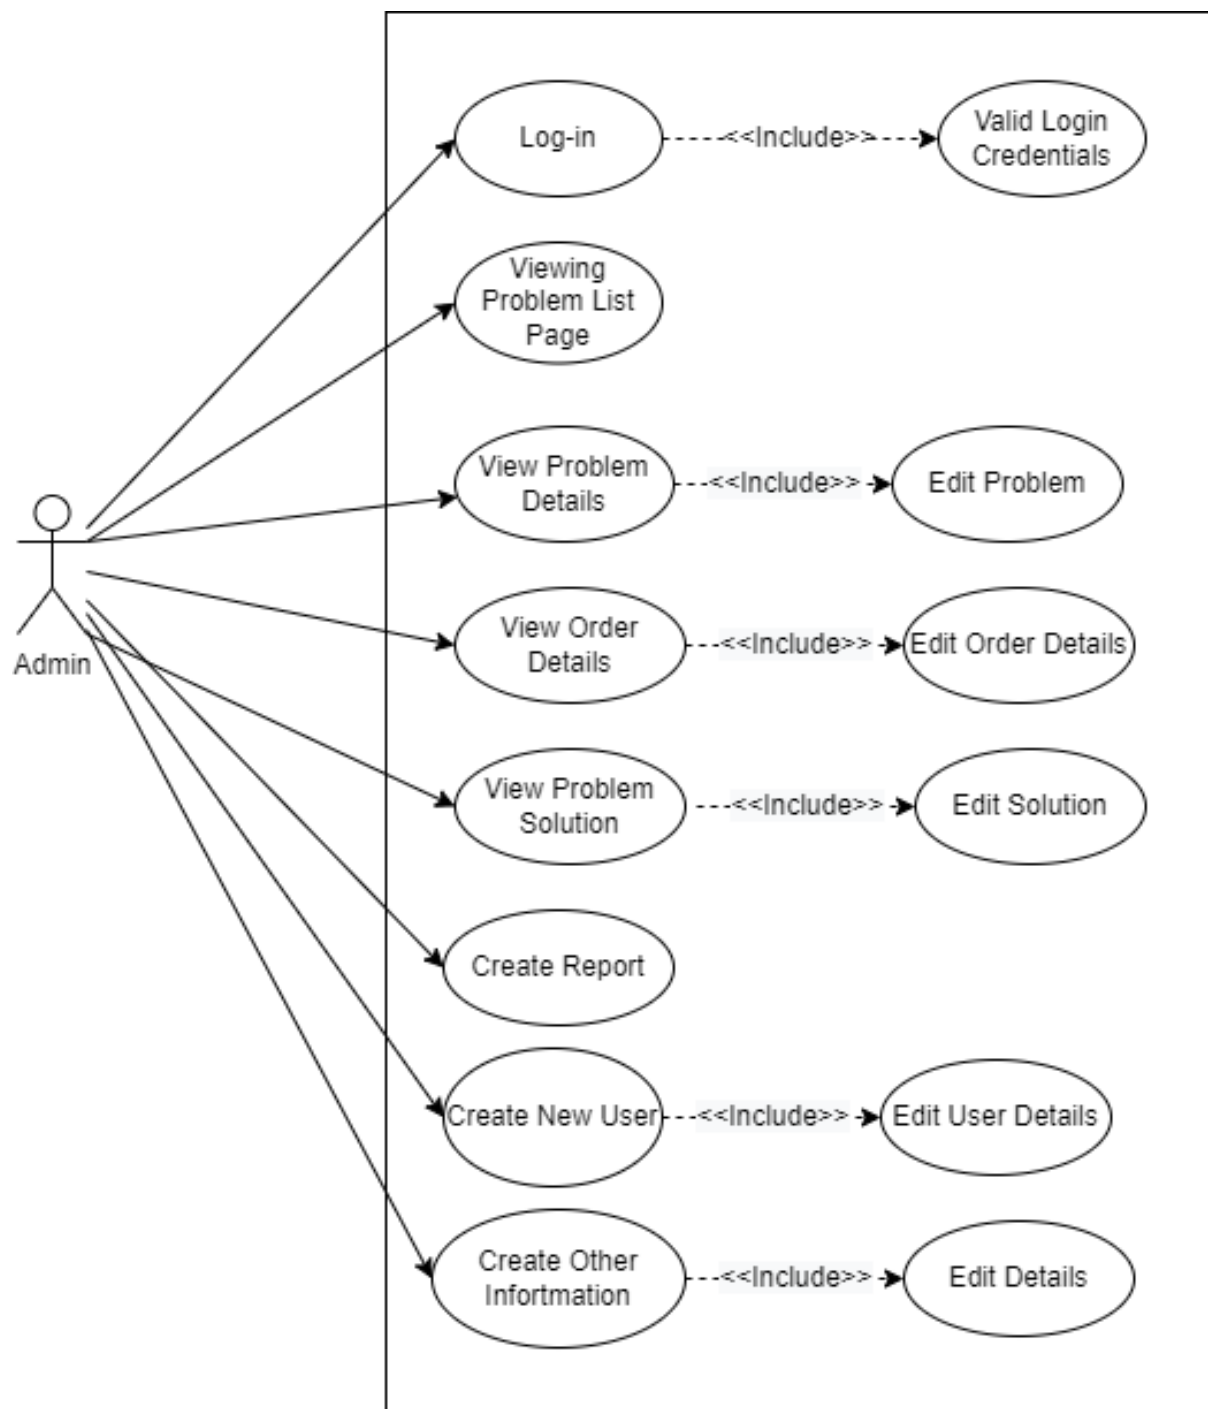 Log-in
<<Include>>
Valid Login
Credentials
Viewing
Problem List
Page
View Problem
Details
<<Include>>
Edit Problem
Admin
View Order
Details
<<Include>>
Edit Order Details
View Problem
Solution
<<Include>>
Edit Solution
Create Report
Create New User
<<Include>>
Edit User Details
Create Other
Infortmation
<<Include>>
Edit Details